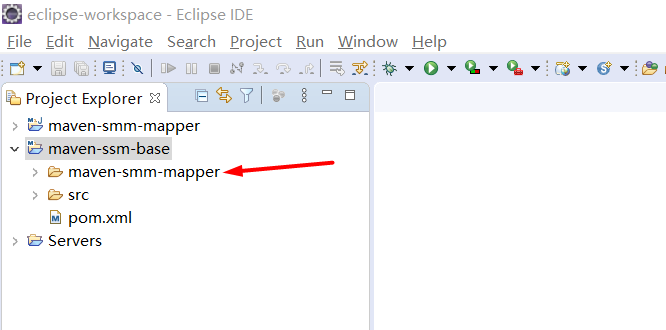 eclipse-workspace - Eclipse IDE
File Edit Navigate Search Project Run Window Help
Project Explorer
maven-smm-mapper
maven-ssm-base
maven-smm-mapper
src
pom.xml
Servers